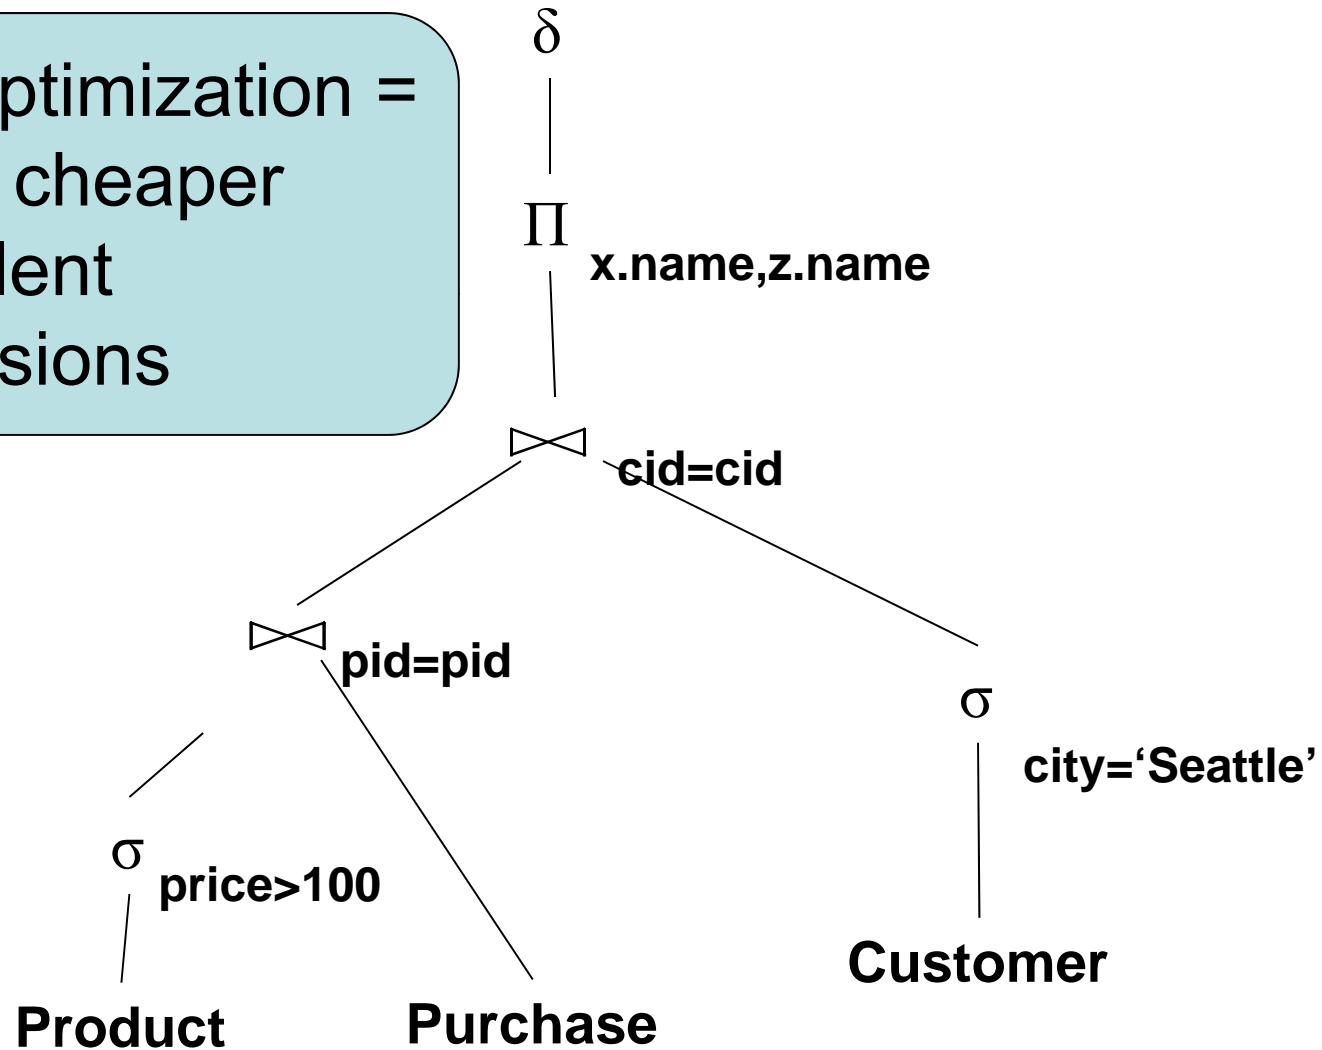 ptimization =
cheaper
lent
sions
δ
Π
x.name,z.name
cid=cid
pid=pid
σ
city=‘Seattle’
σ
price>100
Customer
Product
Purchase